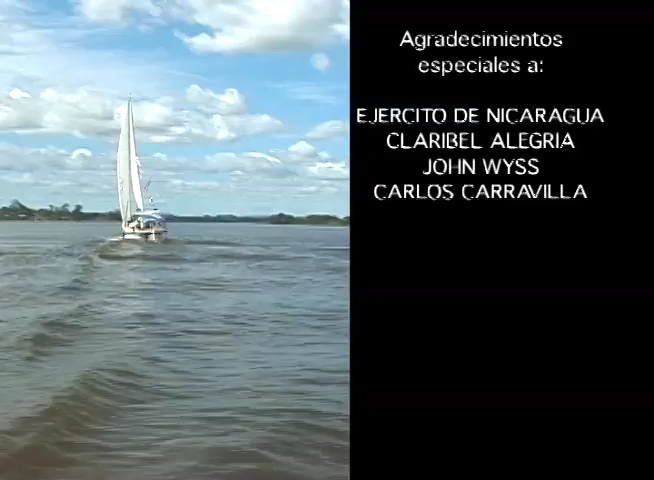 Agradecimientos
especiales a:
EJERCITO DE NICARAGUA
CLARIBEL ALEGRIA
JOHN WYSS
CARLOS CARRAVILLA